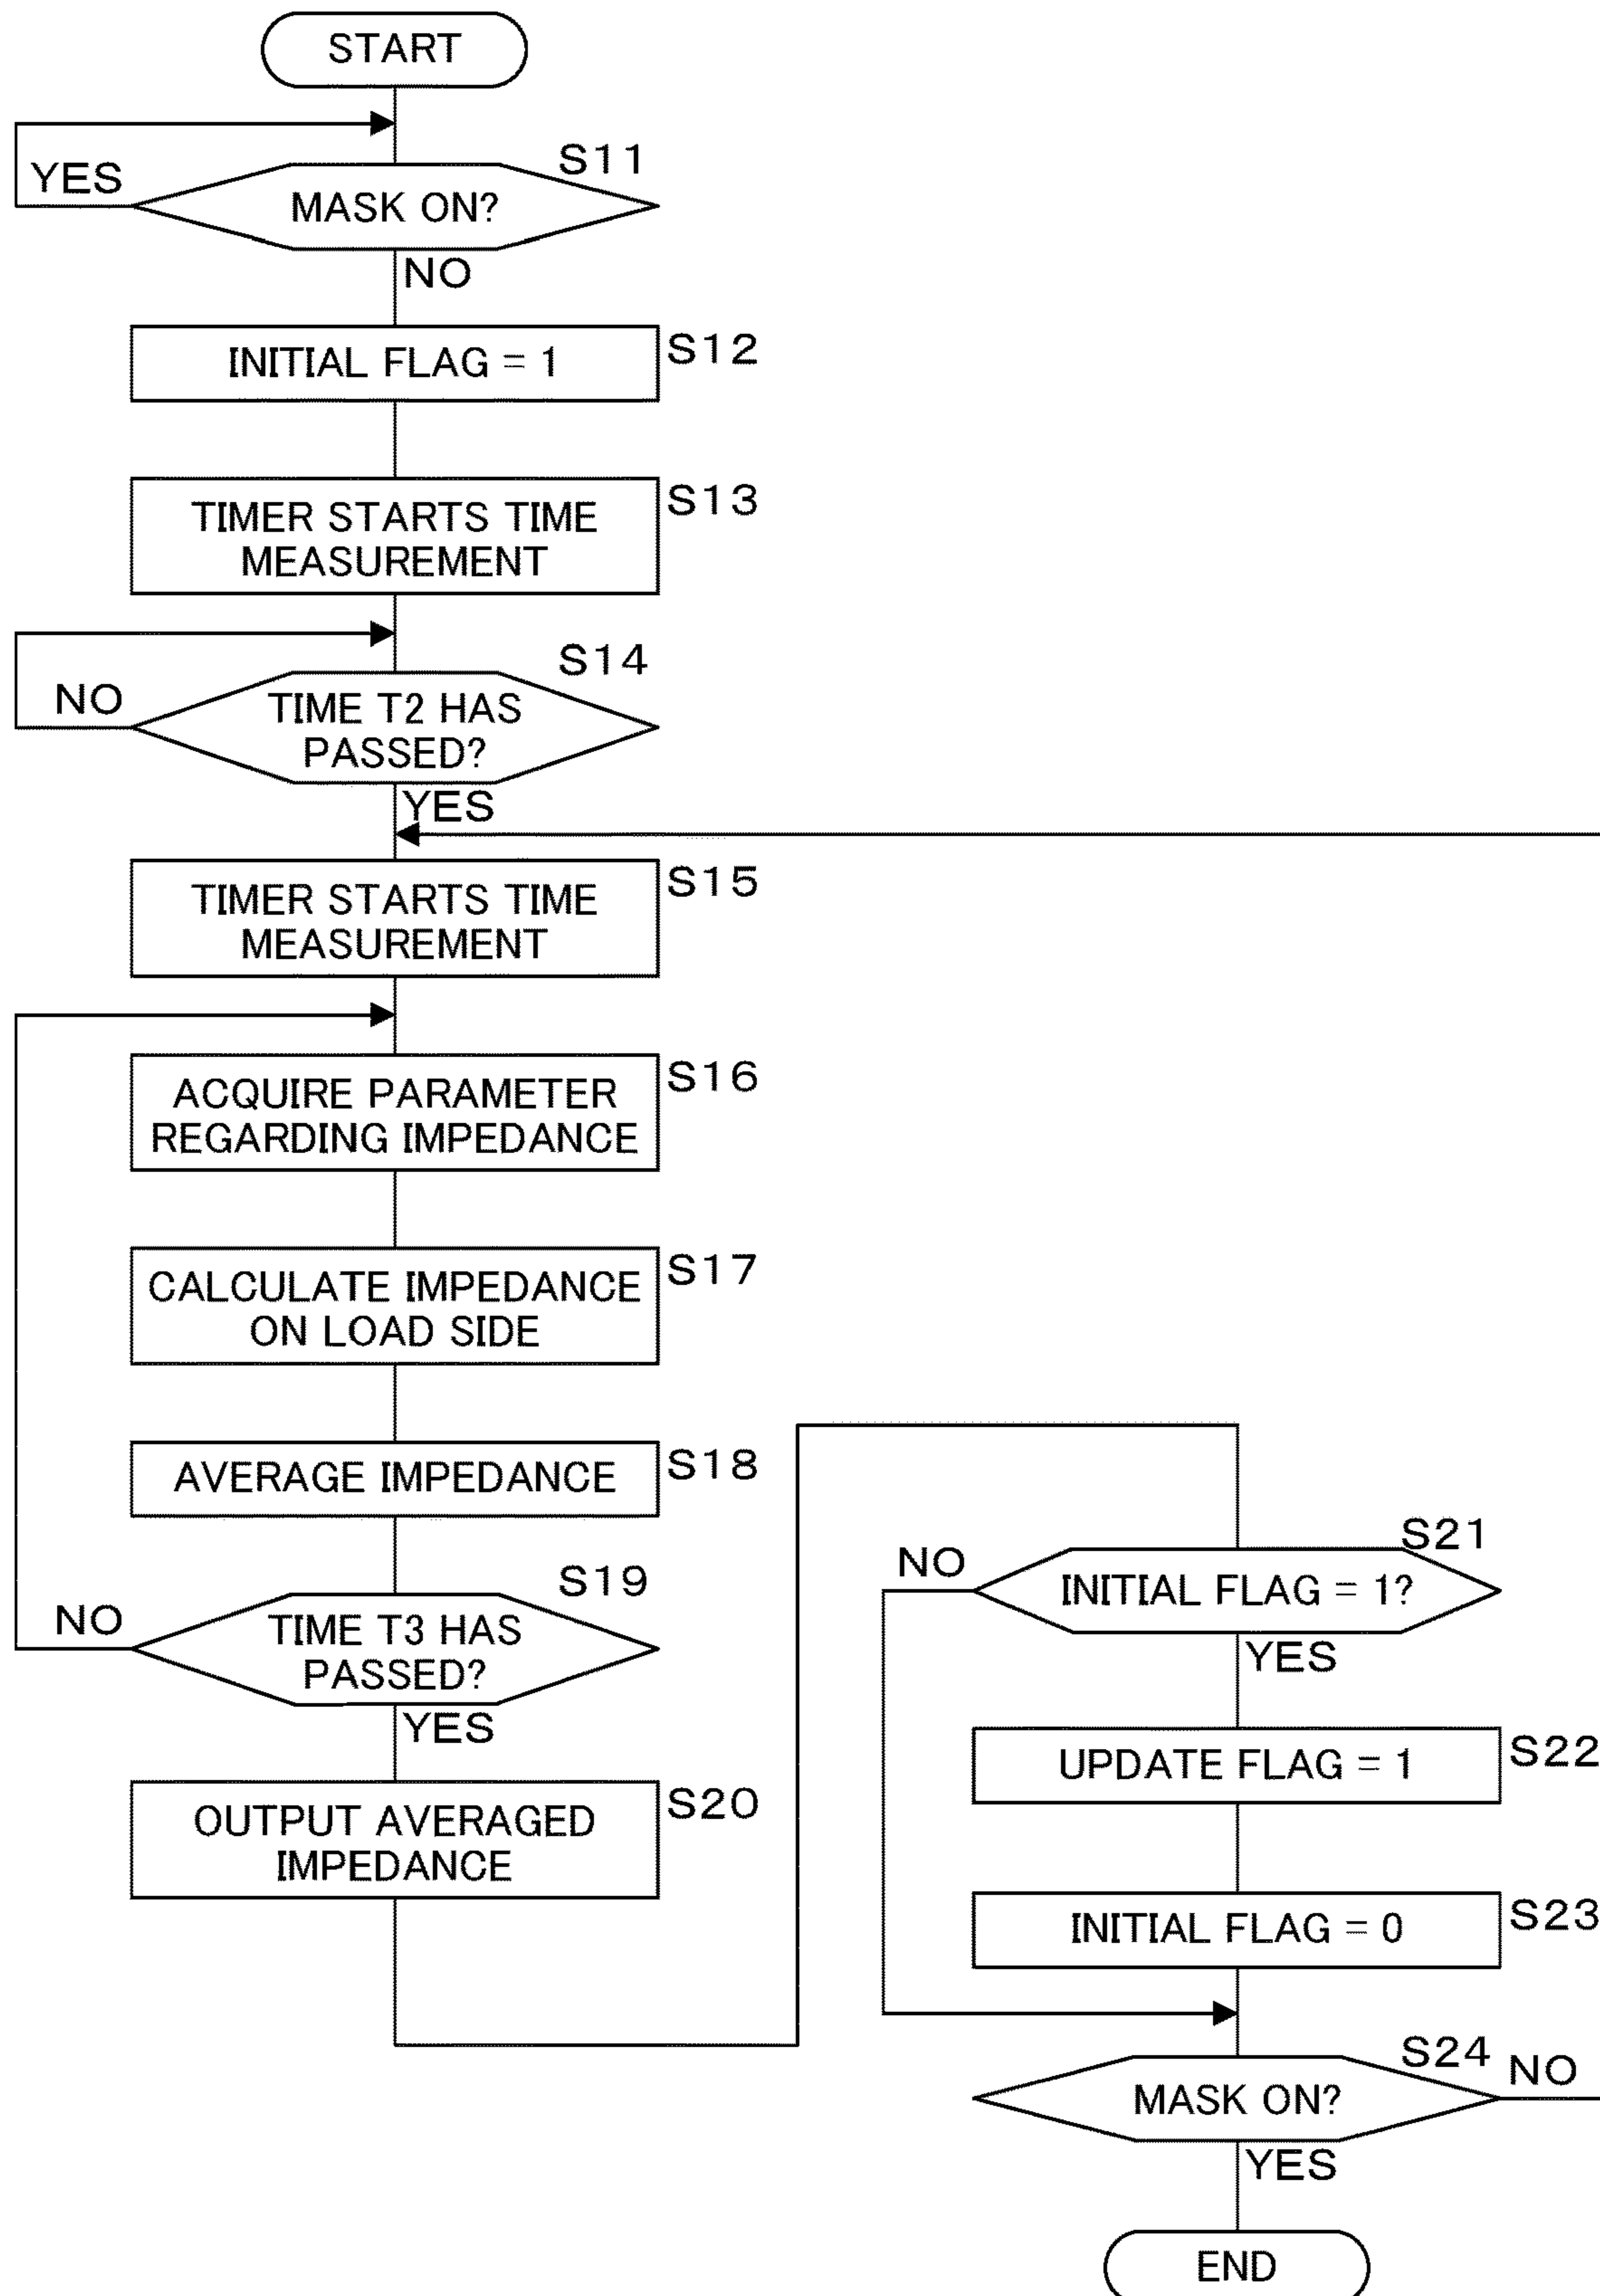 START
YES
S11
MASK ON?
NO
INITIAL FLAG = 1
S12
TIMER STARTS TIME
MEASUREMENT
S13
S14
NO
TIME T2 HAS
PASSED?
YES
TIMER STARTS TIME
MEASUREMENT
S15
ACQUIRE PARAMETER
REGARDING IMPEDANCE
S16
CALCULATE IMPEDANCE
ON LOAD SIDE
S17
AVERAGE IMPEDANCE
S18
S19
NO
TIME T3 HAS
PASSED?
YES
OUTPUT AVERAGED
IMPEDANCE
S20
S21
NO
INITIAL FLAG = 1?
YES
UPDATE FLAG = 1
S22
INITIAL FLAG = 0
S23
S24
NO
MASK ON?
YES
END